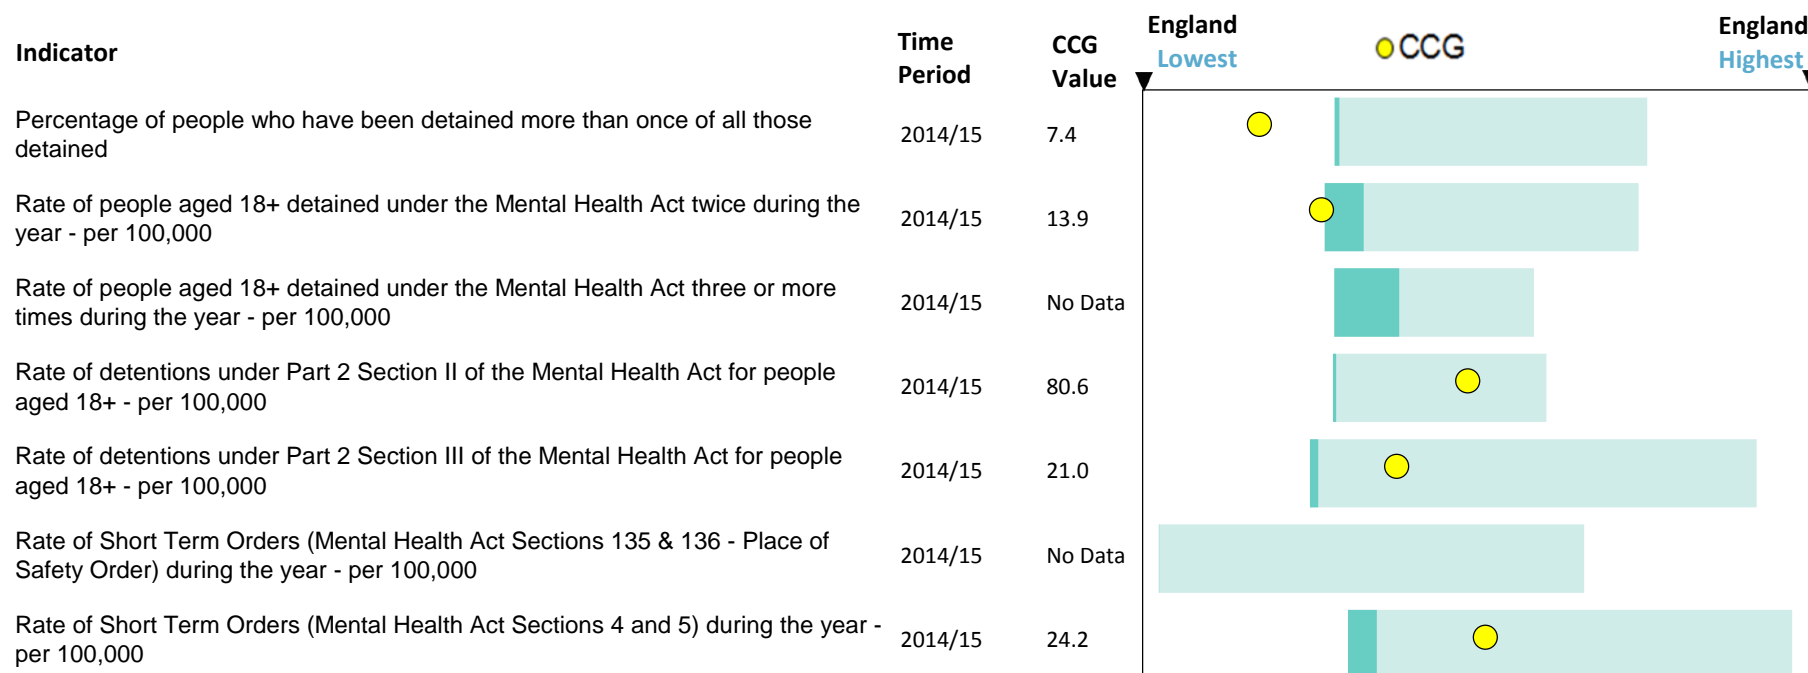 Indicator
Time
Period
CCG
Value
England
Lowest
CCG
England
Highest
Percentage of people who have been detained more than once of all those
detained
2014/15
7.4
Rate of people aged 18+ detained under the Mental Health Act twice during the
year - per 100,000
2014/15
13.9
Rate of people aged 18+ detained under the Mental Health Act three or more
times during the year - per 100,000
2014/15
No Data
Rate of detentions under Part 2 Section II of the Mental Health Act for people
aged 18+ - per 100,000
2014/15
80.6
Rate of detentions under Part 2 Section III of the Mental Health Act for people
aged 18+ - per 100,000
2014/15
21.0
Rate of Short Term Orders (Mental Health Act Sections 135 & 136 - Place of
Safety Order) during the year - per 100,000
2014/15
No Data
Rate of Short Term Orders (Mental Health Act Sections 4 and 5) during the year -
per 100,000
2014/15
24.2